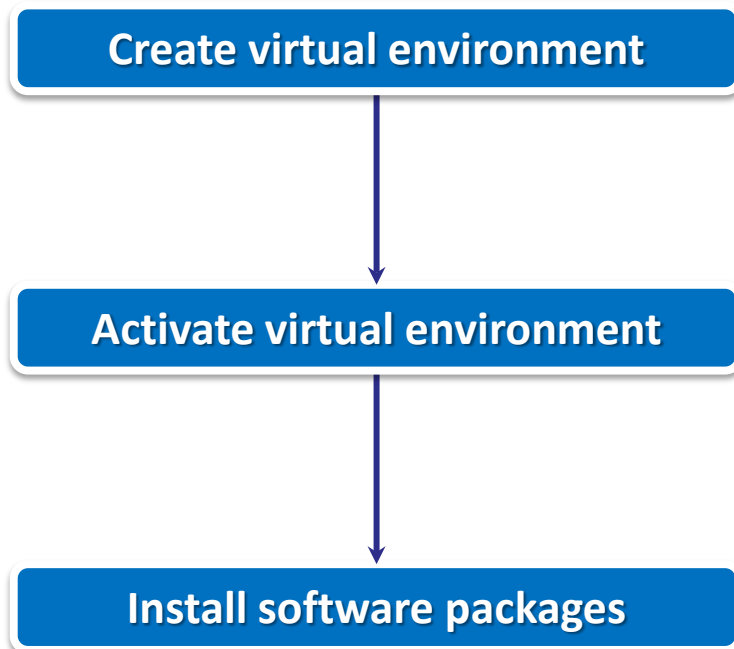 Create virtual environment
Activate virtual environment
Install software packages